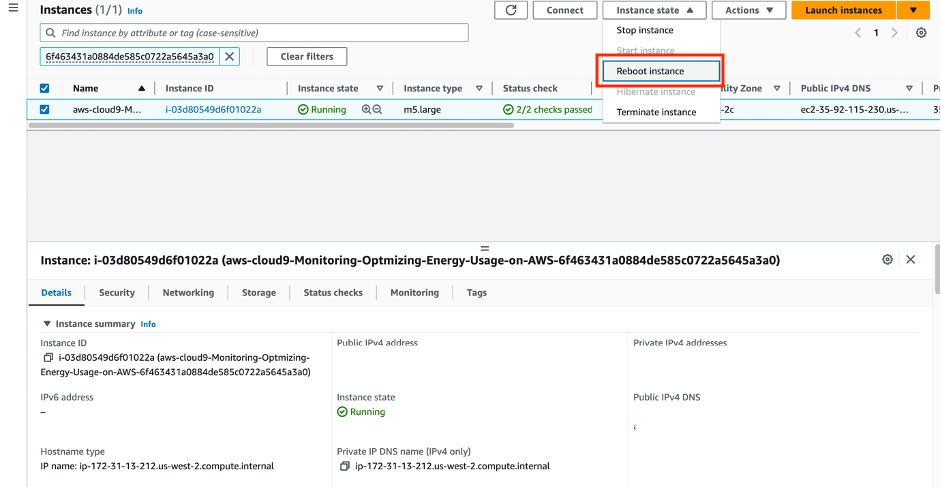 Instances (1/1) Info
Connect
Instance state
Actions
Launch instances
Find instance by attribute or tag (case-sensitive)
1
6f463431a0884de585c0722a5645a3a0
Clear filters
Stop instance
Start instance
Reboot instance
Hibernate instance
Terminate instance
Name Instance ID Instance state Instance type Status check Zone Public IPv4 DNS
aws-cloud9-M... i-03d80549d6f01022a Running m5.large 2/2 checks passed -2c ec2-35-92-115-230.us-...
Instance: i-03d80549d6f01022a (aws-cloud9-Monitoring-Optmizing-Energy-Usage-on-AWS-6f463431a0884de585c0722a5645a3a0)
Details Security Networking Storage Status checks Monitoring Tags
Instance summary Info
Instance ID
i-03d80549d6f01022a (aws-cloud9-Monitoring-Optmizing-
Energy-Usage-on-AWS-6f463431a0884de585c0722a5645a3a0)
Public IPv4 address
Private IPv4 addresses
IPv6 address
–
Instance state
Running
Public IPv4 DNS
Hostname type
IP name: ip-172-31-13-212.us-west-2.compute.internal
Private IP DNS name (IPv4 only)
ip-172-31-13-212.us-west-2.compute.internal